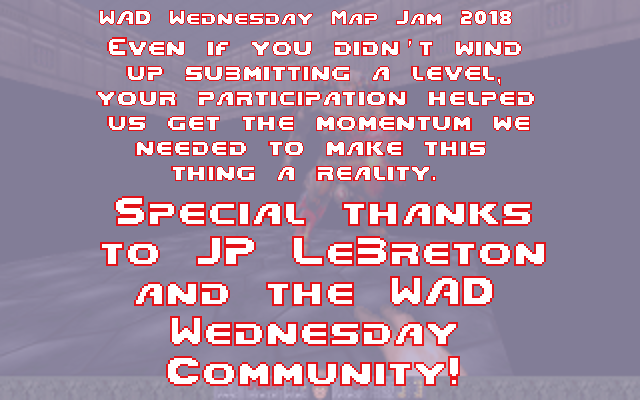 WAD Wednesday Map Jam 2018
Even if you didn't wind
up submitting a level,
your participation helped
us get the momentum we
needed to make this
thing a reality.
Special thanks
to JP LeBreton
and the WAD
Wednesday
Community!